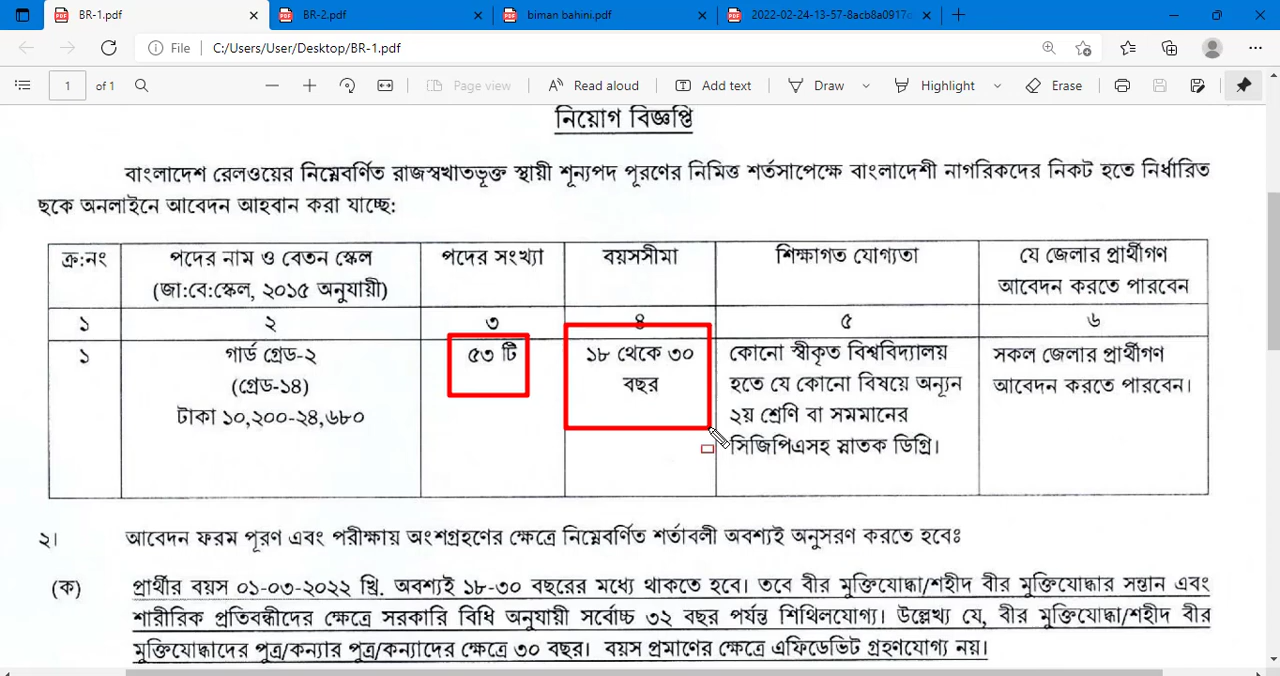 BR-1.pdf
BR-2.pdf
biman bahini.pdf
2022-02-24-13-57-8acb8a0917
File
C:/Users/User/Desktop/BR-1.pdf
1
of 1
Page view
Read aloud
Add text
Draw
Highlight
Erase
নিয়োগ বিজ্ঞপ্তি
বাংলাদেশ রেলওয়ের নিম্নেবর্ণিত রাজস্বখাতভূক্ত স্থায়ী শূন্যপদ পূরণের নিমিত্ত শর্তসাপেক্ষে বাংলাদেশী নাগরিকদের নিকট হতে নির্ধারিত
ছকে অনলাইনে আবেদন আহবান করা যাচ্ছে:
ক্র:নং
পদের নাম ও বেতন স্কেল
(জা:বে:স্কেল, ২০১৫ অনুযায়ী)
পদের সংখ্যা
বয়সসীমা
শিক্ষাগত যোগ্যতা
যে জেলার প্রার্থীগণ
আবেদন করতে পারবেন
১
২
৩
৪
৫
৬
১
গার্ড গ্রেড-২
(গ্রেড-১৪)
টাকা ১০,২০০-২৪,৬৮০
৫৩ টি
১৮ থেকে ৩০
বছর
কোনো স্বীকৃত বিশ্ববিদ্যালয়
হতে যে কোনো বিষয়ে অন্যূন
২য় শ্রেণি বা সমমানের
সিজিপিএসহ স্নাতক ডিগ্রি।
সকল জেলার প্রার্থীগণ
আবেদন করতে পারবেন।
২। আবেদন ফরম পূরণ এবং পরীক্ষায় অংশগ্রহণের ক্ষেত্রে নিম্নেবর্ণিত শর্তাবলী অবশ্যই অনুসরণ করতে হবেঃ
(ক) প্রার্থীর বয়স ০১-০৩-২০২২ খ্রি. অবশ্যই ১৮-৩০ বছরের মধ্যে থাকতে হবে। তবে বীর মুক্তিযোদ্ধা/শহীদ বীর মুক্তিযোদ্ধার সন্তান এবং
শারীরিক প্রতিবন্ধীদের ক্ষেত্রে সরকারি বিধি অনুযায়ী সর্বোচ্চ ৩২ বছর পর্যন্ত শিথিলযোগ্য। উল্লেখ্য যে, বীর মুক্তিযোদ্ধা/শহীদ বীর
মুক্তিযোদ্ধাদের পুত্র/কন্যার পুত্র/কন্যাদের ক্ষেত্রে ৩০ বছর। বয়স প্রমাণের ক্ষেত্রে এফিডেভিট গ্রহণযোগ্য নয়।